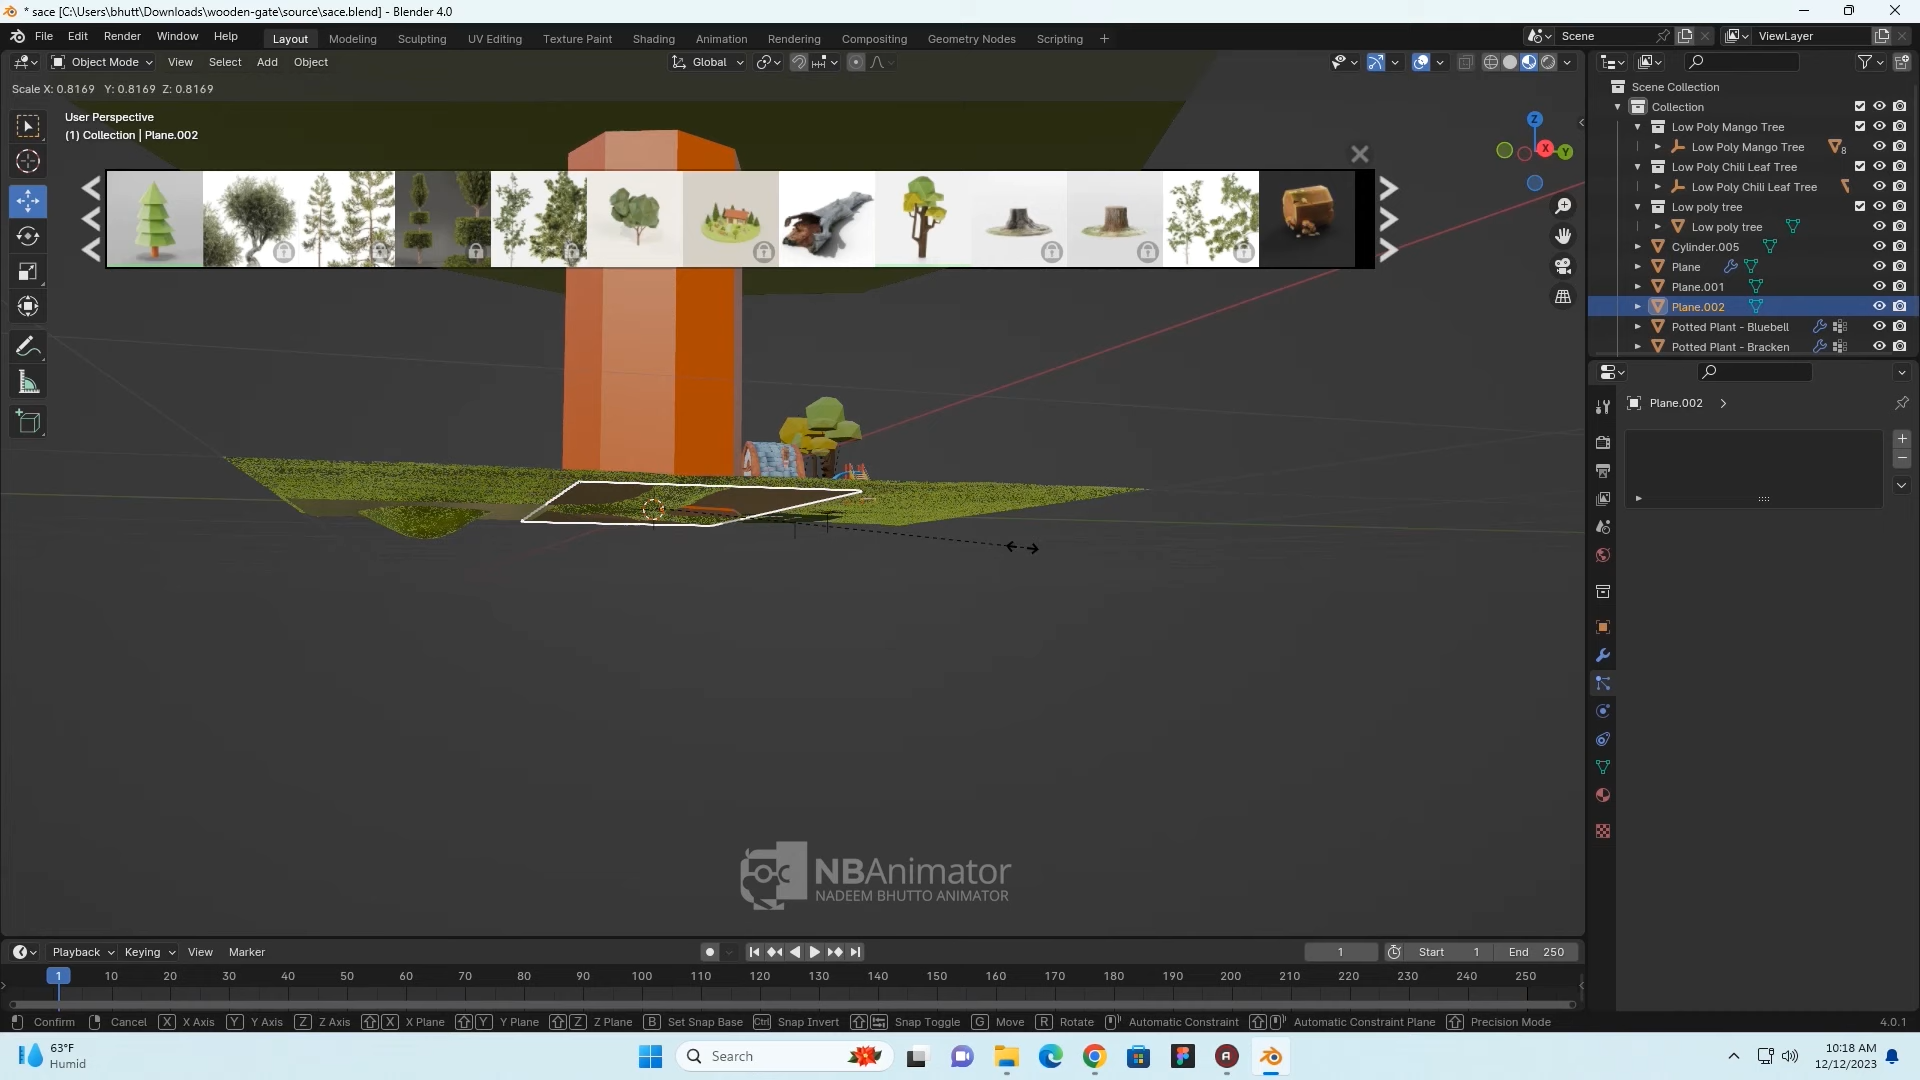 * sace [C:\Users\bhutt\Downloads\wooden-gate\source\sace.blend] - Blender 4.0
File Edit Render Window Help
Layout Modeling Sculpting UV Editing Texture Paint Shading Animation Rendering Compositing Geometry Nodes Scripting +
Scene ViewLayer
Object Mode View Select Add Object Global
Scale X: 0.8169 Y: 0.8169 Z: 0.8169
User Perspective
(1) Collection | Plane.002
Z
X Y
Scene Collection
Collection
Low Poly Mango Tree
Low Poly Mango Tree 8
Low Poly Chili Leaf Tree
Low Poly Chili Leaf Tree
Low poly tree
Low poly tree
Cylinder.005
Plane
Plane.001
Plane.002
Potted Plant - Bluebell
Potted Plant - Bracken
Plane.002
NBAnimator
NADEEM BHUTTO ANIMATOR
Playback Keying View Marker 1 Start 1 End 250
1 10 20 30 40 50 60 70 80 90 100 110 120 130 140 150 160 170 180 190 200 210 220 230 240 250
Confirm Cancel X X Axis Y Y Axis Z Z Axis X X Plane Y Y Plane Z Z Plane B Set Snap Base Ctrl Snap Invert Snap Toggle G Move R Rotate Automatic Constraint Automatic Constraint Plane Precision Mode 4.0.1
63°F
Humid
Search
10:18 AM
12/12/2023